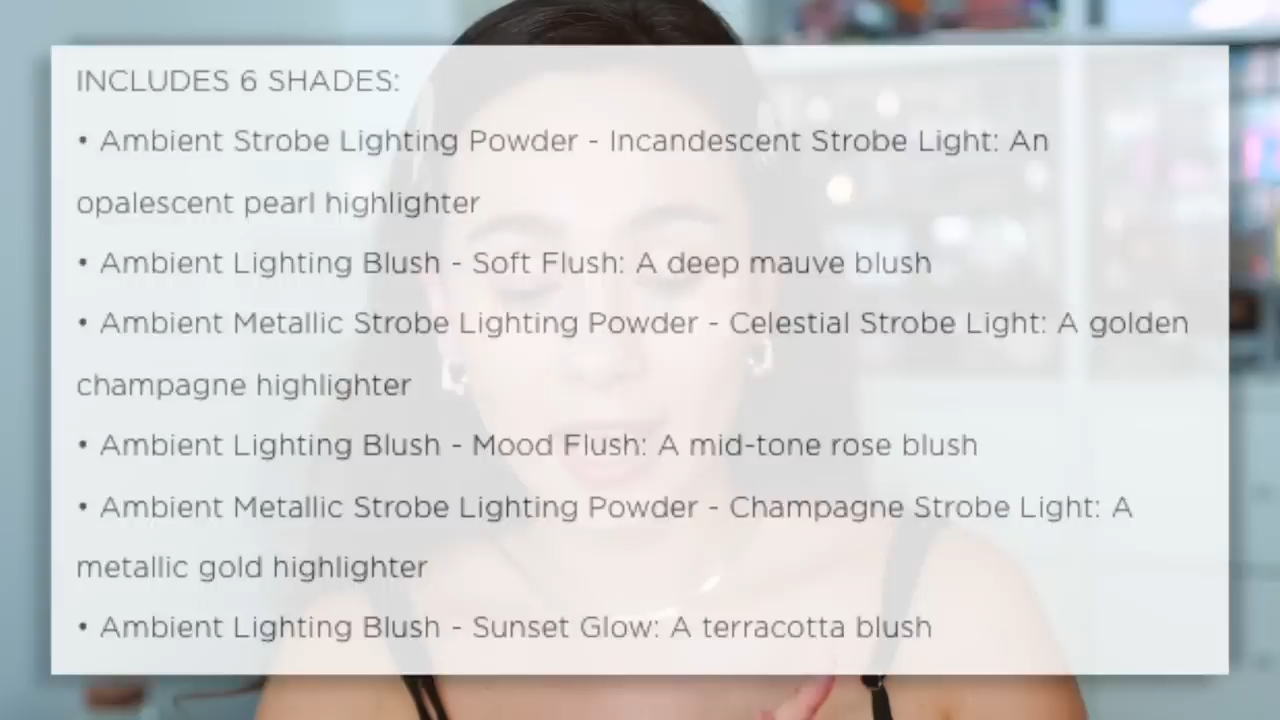 INCLUDES 6 SHADES:
• Ambient Strobe Lighting Powder - Incandescent Strobe Light: An
opalescent pearl highlighter
• Ambient Lighting Blush - Soft Flush: A deep mauve blush
• Ambient Metallic Strobe Lighting Powder - Celestial Strobe Light: A golden
champagne highlighter
• Ambient Lighting Blush - Mood Flush: A mid-tone rose blush
• Ambient Metallic Strobe Lighting Powder - Champagne Strobe Light: A
metallic gold highlighter
• Ambient Lighting Blush - Sunset Glow: A terracotta blush